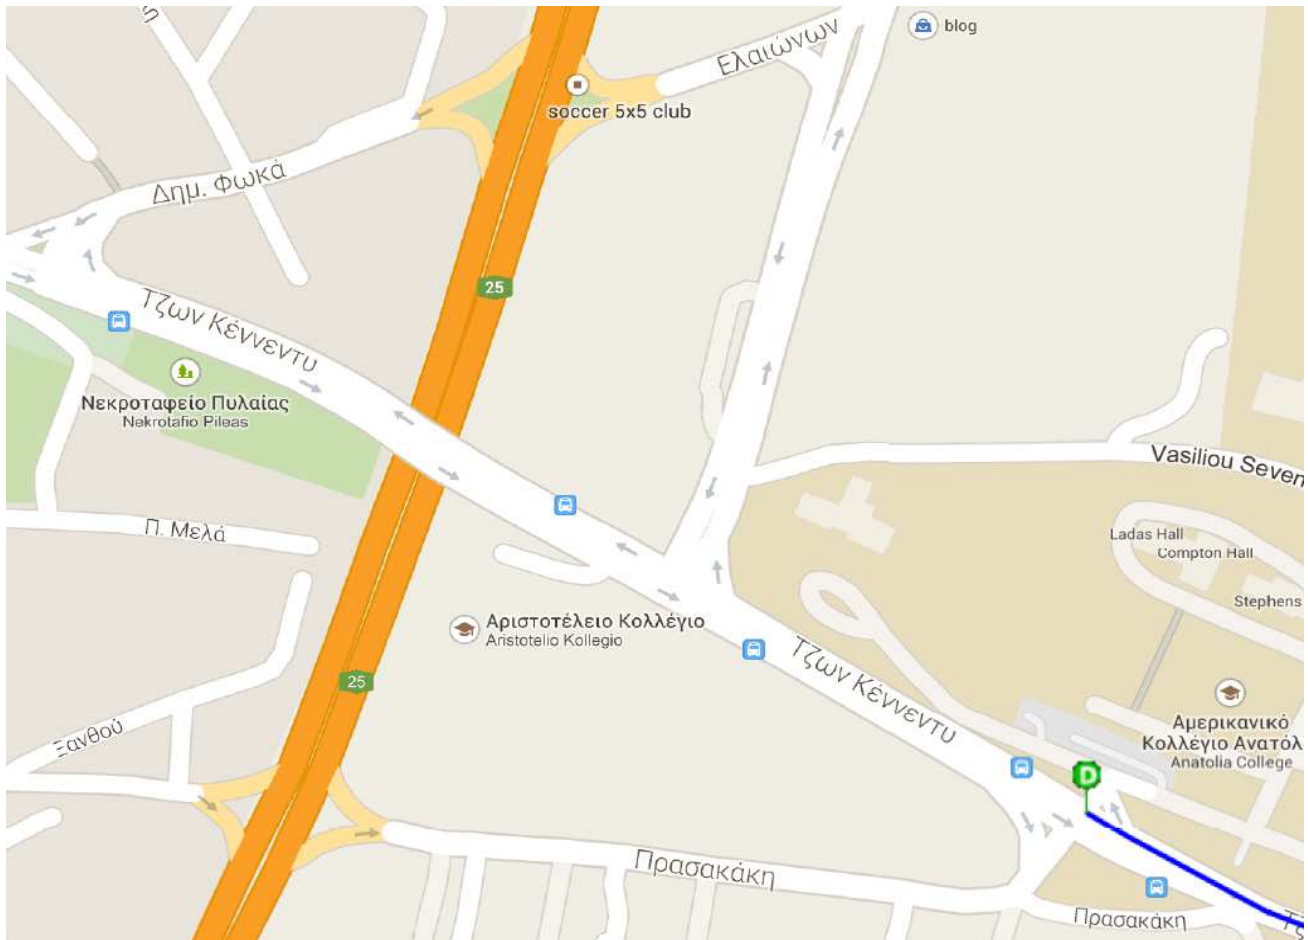 blog
Ελαιώνων
soccer 5x5 club
Δημ. Φωκά
25
Τζων Κέννεντυ
Νεκροταφείο Πυλαίας
Nekrotafio Pileas
Vasiliou Seven
Π. Μελά
Ladas Hall
Compton Hall
Stephens
Αριστοτέλειο Κολλέγιο
Aristotelio Kollegio
Τζων Κέννεντυ
25
Αμερικανικό
Κολλέγιο Ανατόλ
Anatolia College
Ξανθού
D
Πρασακάκη
Πρασακάκη
Τζ